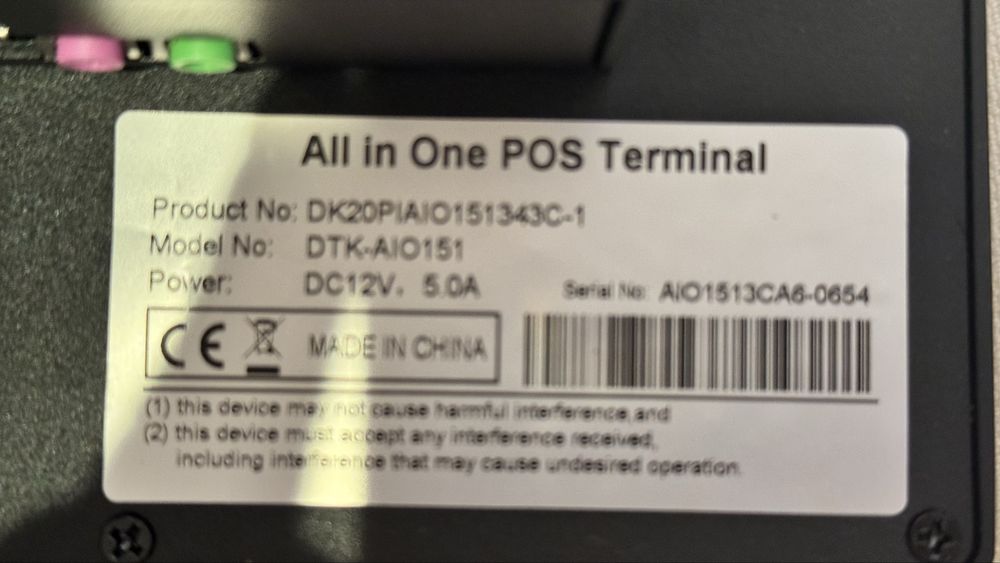 All in One POS Terminal
Product No: DK20PIAIO151343C-1
Model No: DTK-AIO151
Power: DC12V, 5.0A
Serial No: AIO1513CA6-0654
CE MADE IN CHINA
(1) this device may not cause harmful interference,and
(2) this device must accept any interference received,
including interference that may cause undesired operation.